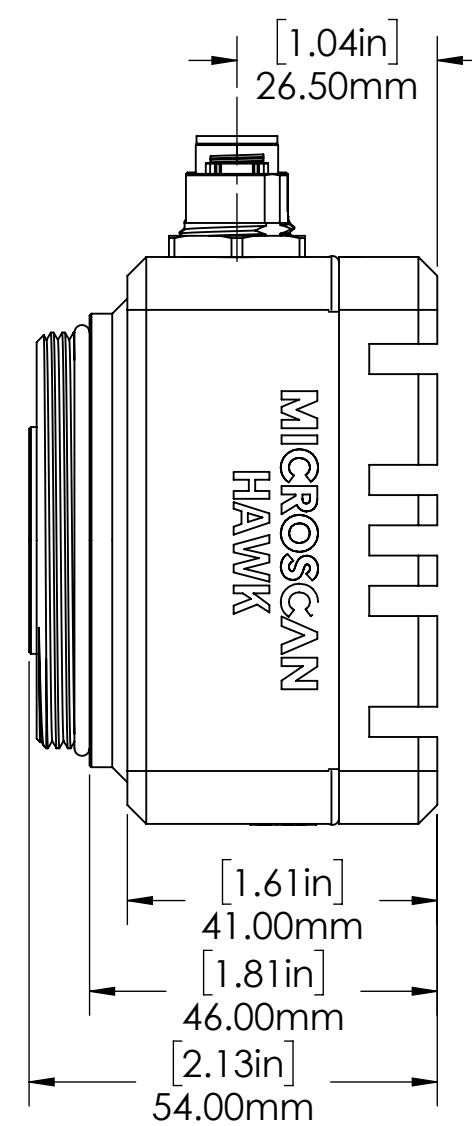 [1.04in]
26.50mm
MICROSCAN
HAWK
[1.61in]
41.00mm
[1.81in]
46.00mm
[2.13in]
54.00mm